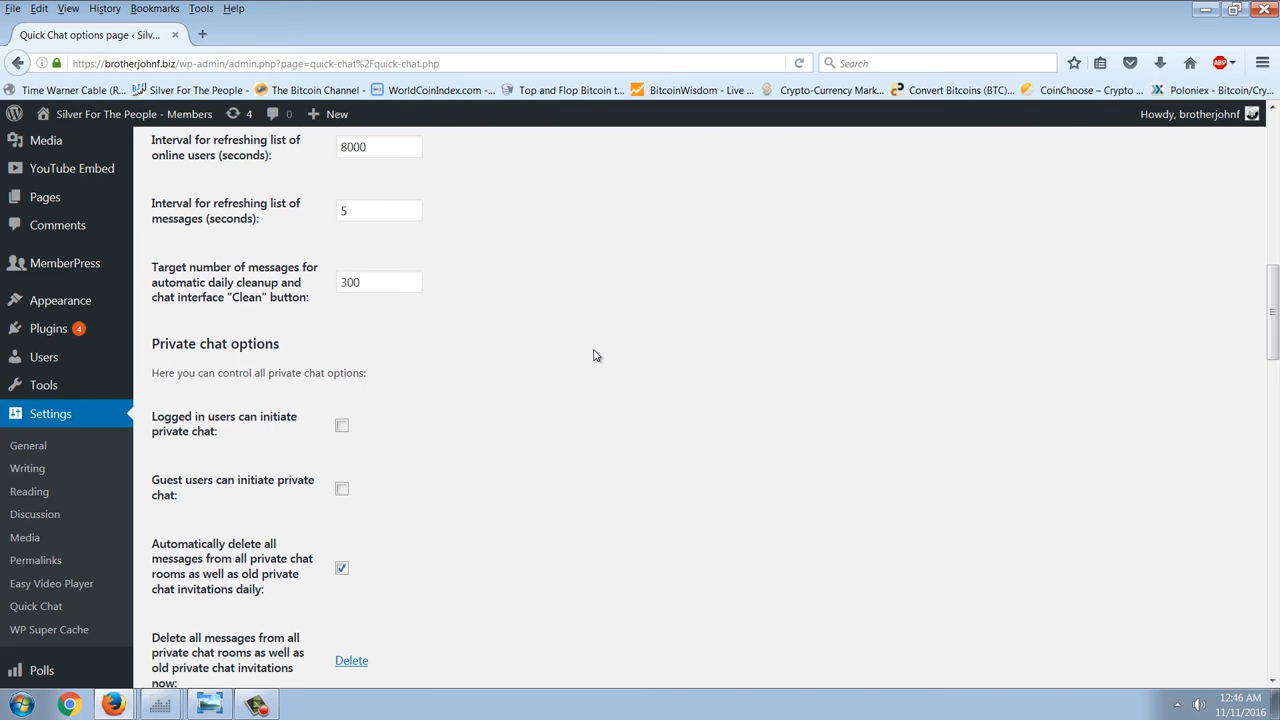 File Edit View History Bookmarks Tools Help
Quick Chat options page ‹ Silv...
https://brotherjohnf.biz/wp-admin/admin.php?page=quick-chat%2Fquick-chat.php
Search
ABP
Time Warner Cable (R... Silver For The People - ... The Bitcoin Channel WorldCoinIndex.com -... Top and Flop Bitcoin t... BitcoinWisdom - Live ... Crypto-Currency Mark... Convert Bitcoins (BTC)... CoinChoose – Crypto ... Poloniex - Bitcoin/Cry...
Silver For The People - Members 4 0 New Howdy, brotherjohnf
Media
YouTube Embed
Pages
Comments
MemberPress
Appearance
Plugins 4
Users
Tools
Settings
General
Writing
Reading
Discussion
Media
Permalinks
Easy Video Player
Quick Chat
WP Super Cache
Polls
Interval for refreshing list of
online users (seconds):
8000
Interval for refreshing list of
messages (seconds):
5
Target number of messages for
automatic daily cleanup and
chat interface "Clean" button:
300
Private chat options
Here you can control all private chat options:
Logged in users can initiate
private chat:
Guest users can initiate private
chat:
Automatically delete all
messages from all private chat
rooms as well as old private
chat invitations daily:
Delete all messages from all
private chat rooms as well as
old private chat invitations
now:
Delete
12:46 AM
11/11/2016